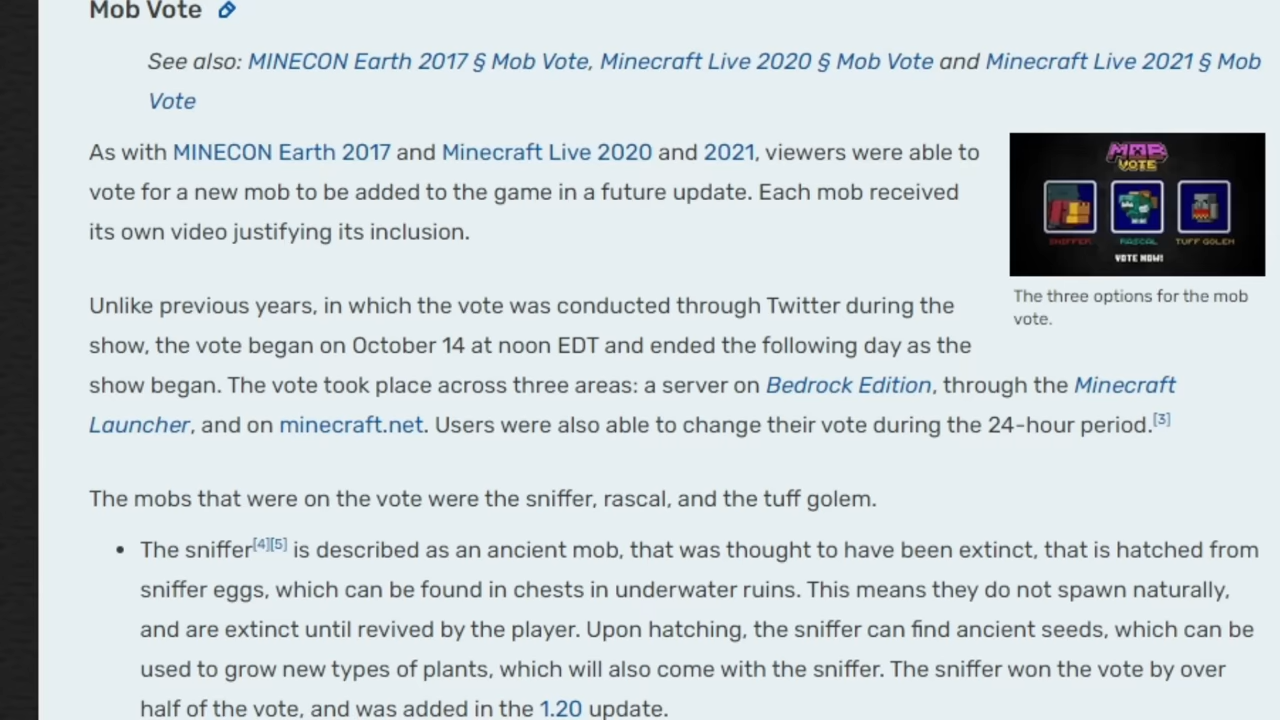 Mob Vote
See also: MINECON Earth 2017 § Mob Vote, Minecraft Live 2020 § Mob Vote and Minecraft Live 2021 § Mob
Vote
As with MINECON Earth 2017 and Minecraft Live 2020 and 2021, viewers were able to
vote for a new mob to be added to the game in a future update. Each mob received
its own video justifying its inclusion.
MOB
VOTE
SNIFFER RASCAL TUFF GOLEM
VOTE NOW!
The three options for the mob
vote.
Unlike previous years, in which the vote was conducted through Twitter during the
show, the vote began on October 14 at noon EDT and ended the following day as the
show began. The vote took place across three areas: a server on Bedrock Edition, through the Minecraft
Launcher, and on minecraft.net. Users were also able to change their vote during the 24-hour period.[3]
The mobs that were on the vote were the sniffer, rascal, and the tuff golem.
• The sniffer[4][5] is described as an ancient mob, that was thought to have been extinct, that is hatched from
sniffer eggs, which can be found in chests in underwater ruins. This means they do not spawn naturally,
and are extinct until revived by the player. Upon hatching, the sniffer can find ancient seeds, which can be
used to grow new types of plants, which will also come with the sniffer. The sniffer won the vote by over
half of the vote, and was added in the 1.20 update.